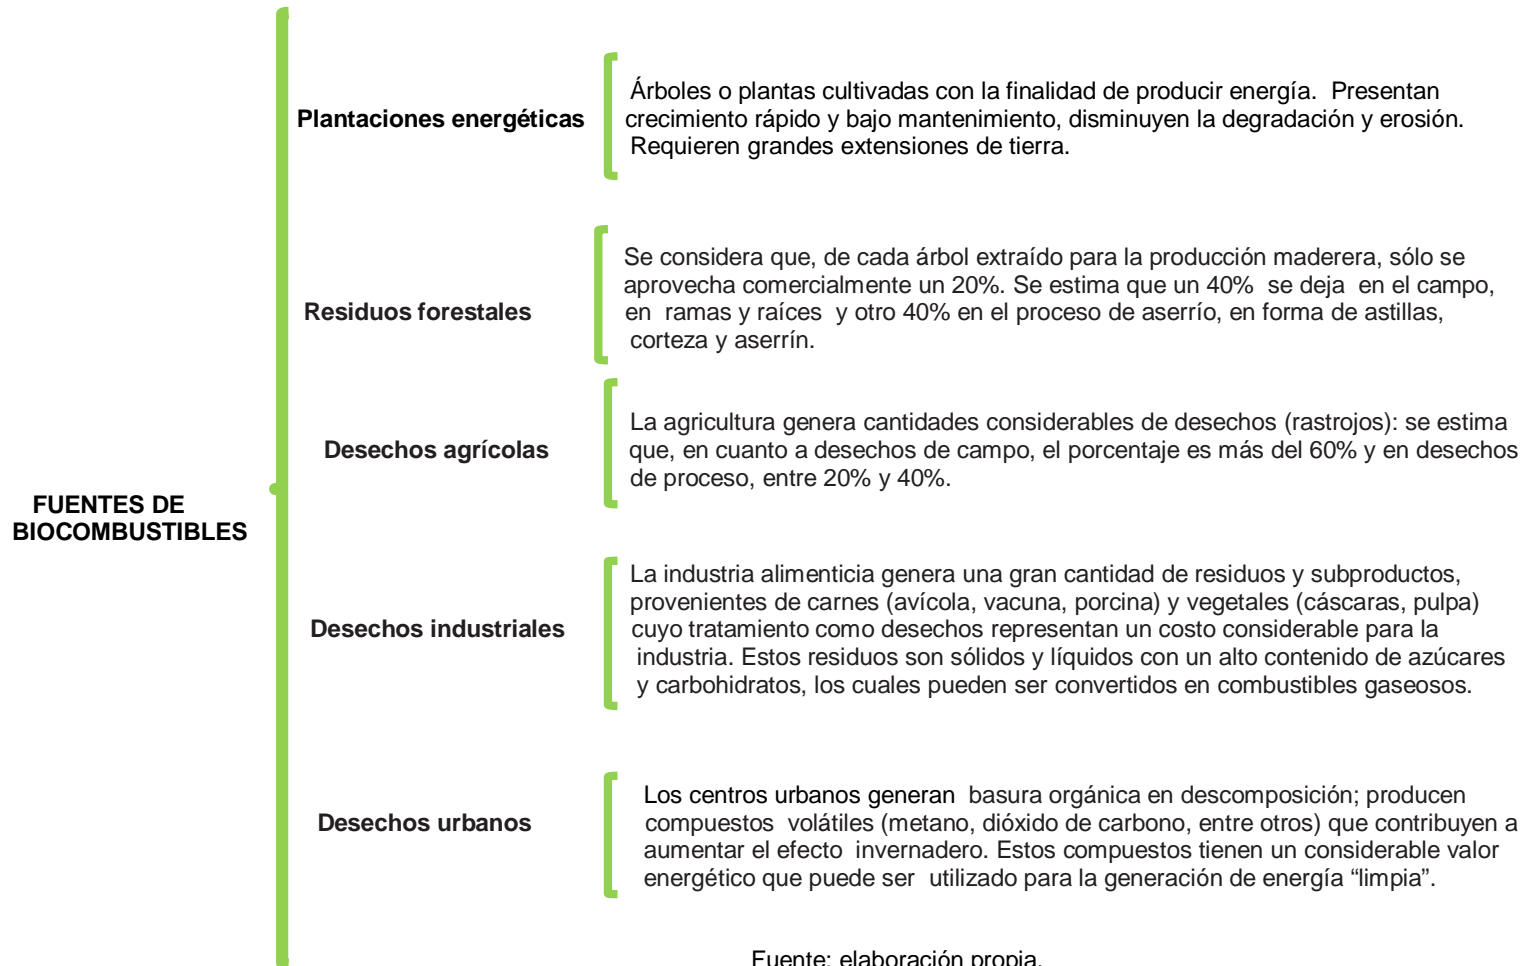 Plantaciones energéticas
Árboles o plantas cultivadas con la finalidad de producir energía.  Presentan
crecimiento rápido y bajo mantenimiento, disminuyen la degradación y erosión.
Requieren grandes extensiones de tierra.
Residuos forestales
Se considera que, de cada árbol extraído para la producción maderera, sólo se
aprovecha comercialmente un 20%. Se estima que un 40%  se deja  en el campo,
en  ramas y raíces  y otro 40% en el proceso de aserrío, en forma de astillas,
corteza y aserrín.
Desechos agrícolas
La agricultura genera cantidades considerables de desechos (rastrojos): se estima
que, en cuanto a desechos de campo, el porcentaje es más del 60% y en desechos
de proceso, entre 20% y 40%.
FUENTES DE
BIOCOMBUSTIBLES
Desechos industriales
La industria alimenticia genera una gran cantidad de residuos y subproductos,
provenientes de carnes (avícola, vacuna, porcina) y vegetales (cáscaras, pulpa)
cuyo tratamiento como desechos representan un costo considerable para la
industria. Estos residuos son sólidos y líquidos con un alto contenido de azúcares
y carbohidratos, los cuales pueden ser convertidos en combustibles gaseosos.
Desechos urbanos
Los centros urbanos generan  basura orgánica en descomposición; producen
compuestos  volátiles (metano, dióxido de carbono, entre otros) que contribuyen a
aumentar el efecto  invernadero. Estos compuestos tienen un considerable valor
energético que puede ser  utilizado para la generación de energía “limpia”.
Fuente: elaboración propia.